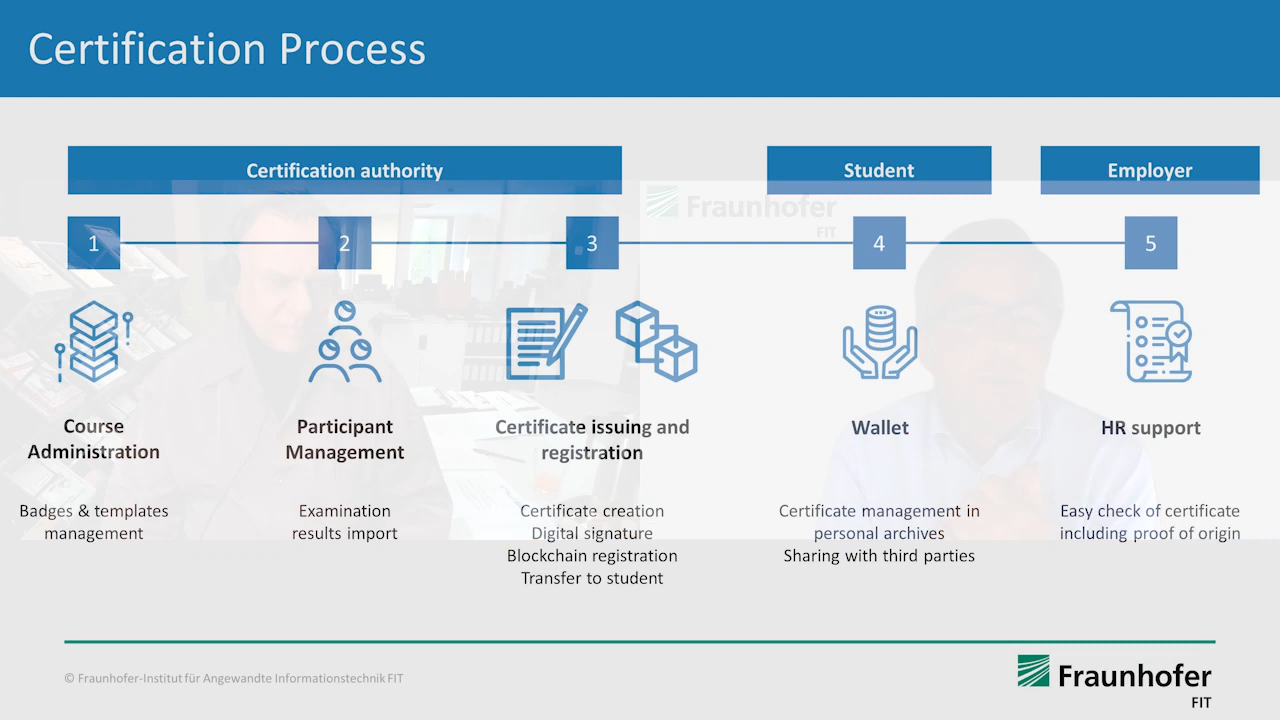 Certification Process
Certification authority
Student
Employer
Fraunhofer
FIT
1
2
3
4
5
Course
Administration
Participant
Management
Certificate issuing and
registration
Wallet
HR support
Badges & templates
management
Examination
results import
Certificate creation
Digital signature
Blockchain registration
Transfer to student
Certificate management in
personal archives
Sharing with third parties
Easy check of certificate
including proof of origin
© Fraunhofer-Institut für Angewandte Informationstechnik FIT
Fraunhofer
FIT